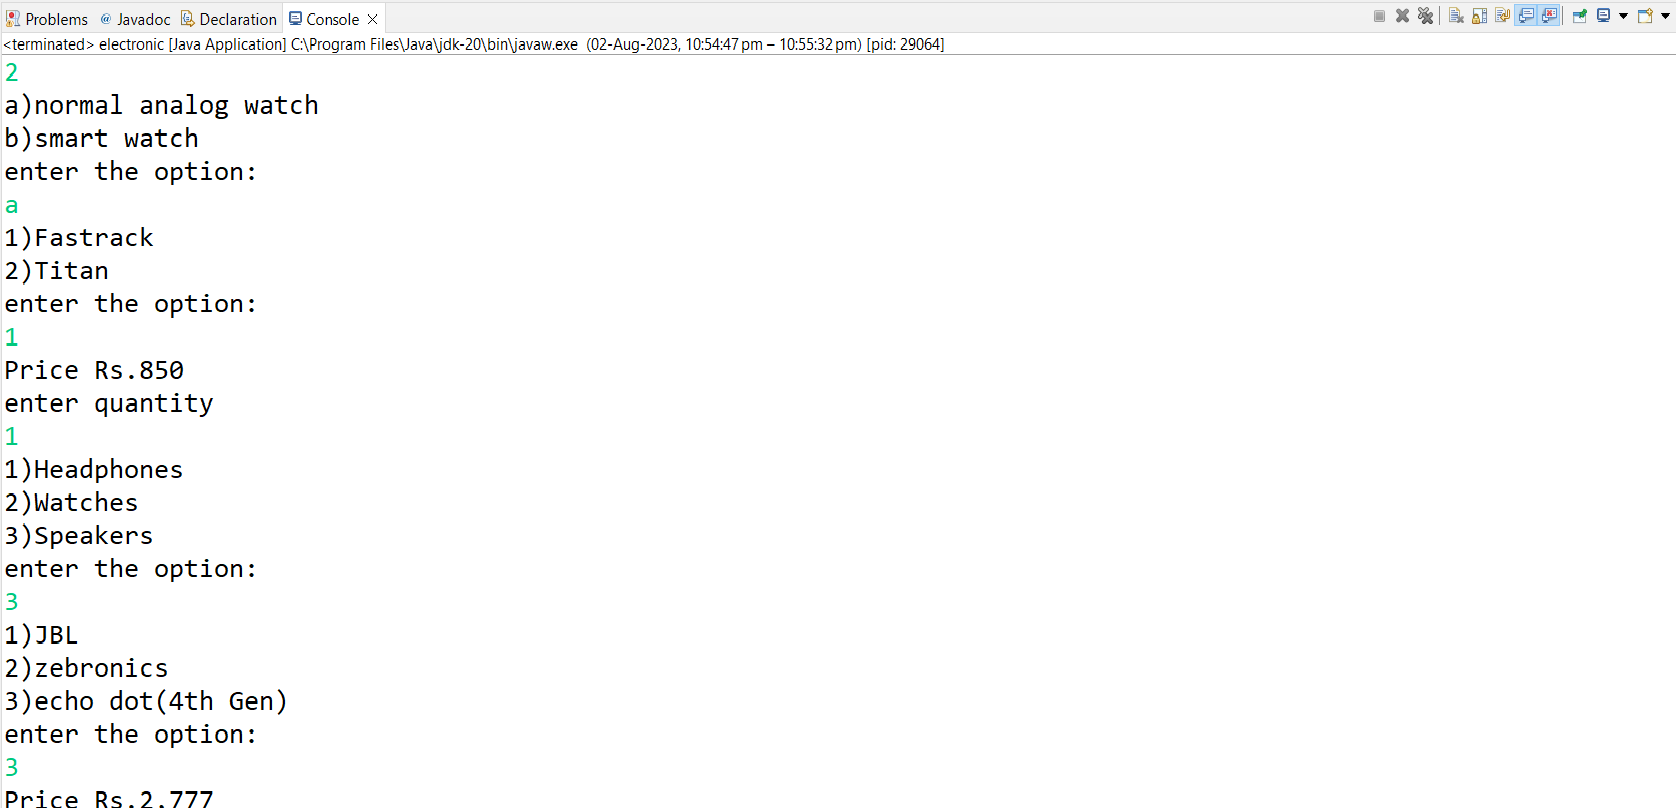 Problems @ Javadoc Declaration Console
<terminated> electronic [Java Application] C:\Program Files\Java\jdk-20\bin\javaw.exe (02-Aug-2023, 10:54:47 pm – 10:55:32 pm) [pid: 29064]
2
a)normal analog watch
b)smart watch
enter the option:
a
1)Fastrack
2)Titan
enter the option:
1
Price Rs.850
enter quantity
1
1)Headphones
2)Watches
3)Speakers
enter the option:
3
1)JBL
2)zebronics
3)echo dot(4th Gen)
enter the option:
3
Price Rs.2,777